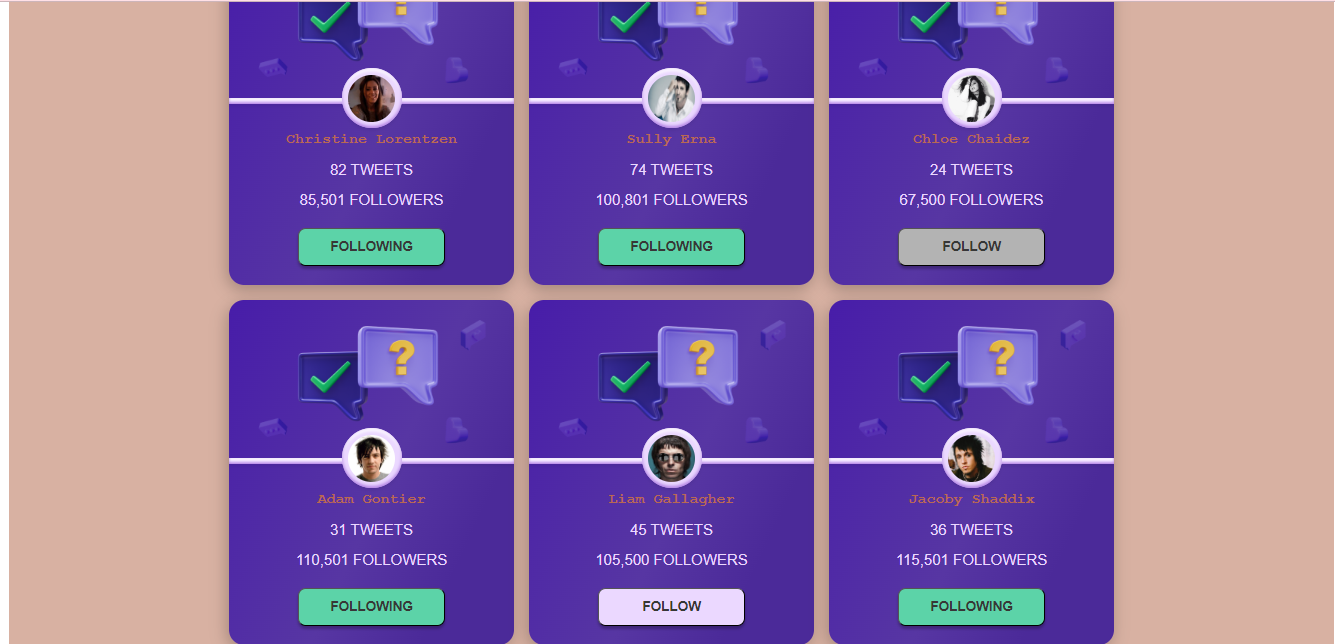 Christine Lorentzen
82 TWEETS
85,501 FOLLOWERS
FOLLOWING
Sully Erna
74 TWEETS
100,801 FOLLOWERS
FOLLOWING
Chloe Chaidez
24 TWEETS
67,500 FOLLOWERS
FOLLOW
?
Adam Gontier
31 TWEETS
110,501 FOLLOWERS
FOLLOWING
?
Liam Gallagher
45 TWEETS
105,500 FOLLOWERS
FOLLOW
?
Jacoby Shaddix
36 TWEETS
115,501 FOLLOWERS
FOLLOWING